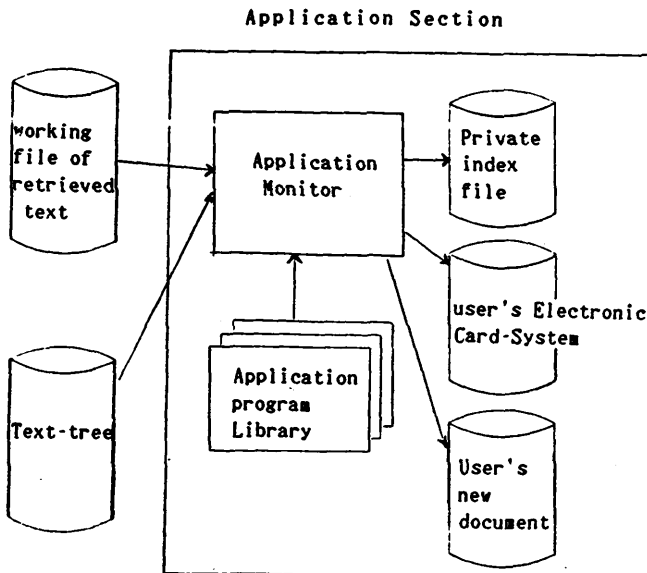 Application Section
working
file of
retrieved
text
Application
Monitor
Private
index
file
user's Electronic
Card-System
Text-tree
Application
program
Library
User's
new
document